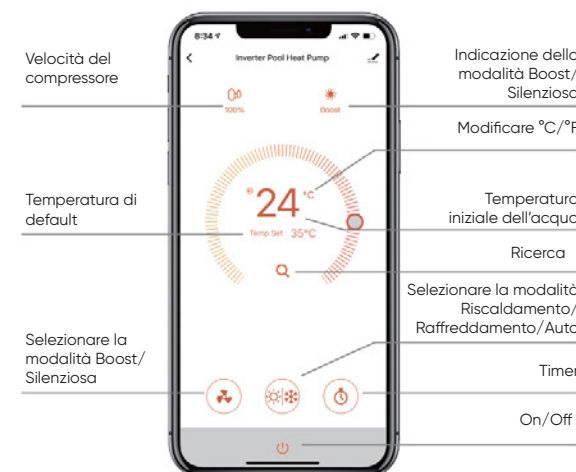 8:34
Inverter Pool Heat Pump
Velocità del
compressore
Indicazione della
modalità Boost/
Silenziosa
100%
Boost
Modificare °C/°F
24 °C
Temperatura di
default
Temperatura
iniziale dell'acqua
Temp Set 35°C
Ricerca
Selezionare la modalità
Riscaldamento/
Raffreddamento/Auto
Selezionare la
modalità Boost/
Silenziosa
Timer
On/Off